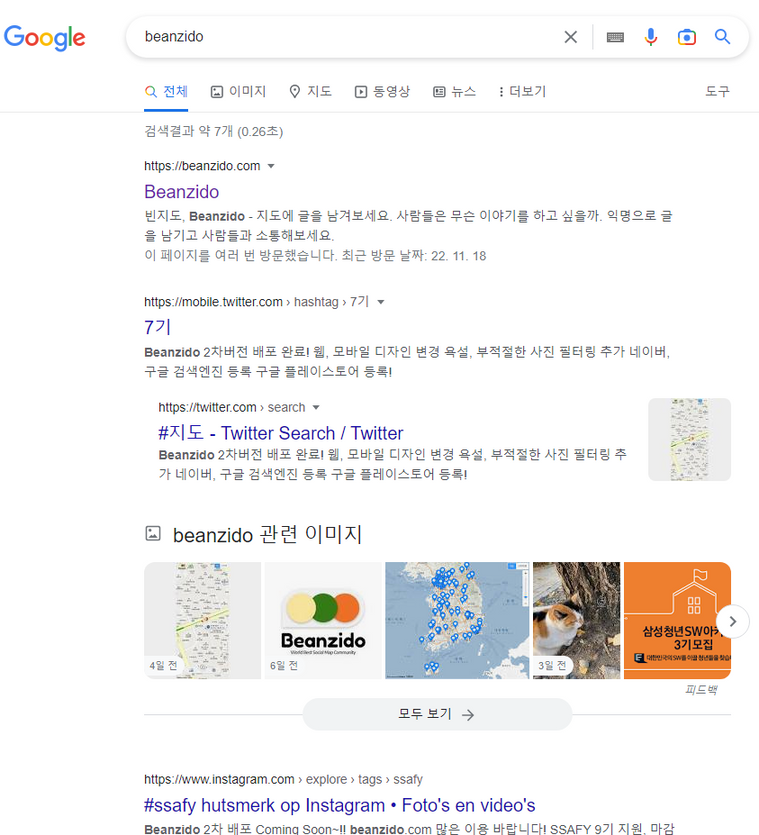 Google
beanzido
전체 이미지 지도 동영상 뉴스 더보기 도구
검색결과 약 7개 (0.26초)
https://beanzido.com
Beanzido
빈지도, Beanzido - 지도에 글을 남겨보세요. 사람들은 무슨 이야기를 하고 싶을까. 익명으로 글
을 남기고 사람들과 소통해보세요.
이 페이지를 여러 번 방문했습니다. 최근 방문 날짜: 22. 11. 18
https://mobile.twitter.com › hashtag › 7기
7기
Beanzido 2차버전 배포 완료! 웹, 모바일 디자인 변경 욕설, 부적절한 사진 필터링 추가 네이버,
구글 검색엔진 등록 구글 플레이스토어 등록!
https://twitter.com › search
#지도 - Twitter Search / Twitter
Beanzido 2차버전 배포 완료! 웹, 모바일 디자인 변경 욕설, 부적절한 사진 필터링 추
가 네이버, 구글 검색엔진 등록 구글 플레이스토어 등록!
beanzido 관련 이미지
4일 전
Beanzido
World Best Social Map Community
6일 전
3일 전
삼성청년SW아카
3기 모집
대한민국의 SW를 이끌 청년들을 찾습
피드백
모두 보기
https://www.instagram.com › explore › tags › ssafy
#ssafy hutsmerk op Instagram • Foto's en video's
Beanzido 2차 배포 Coming Soon~!! beanzido.com 많은 이용 바랍니다! SSAFY 9기 지원, 마감